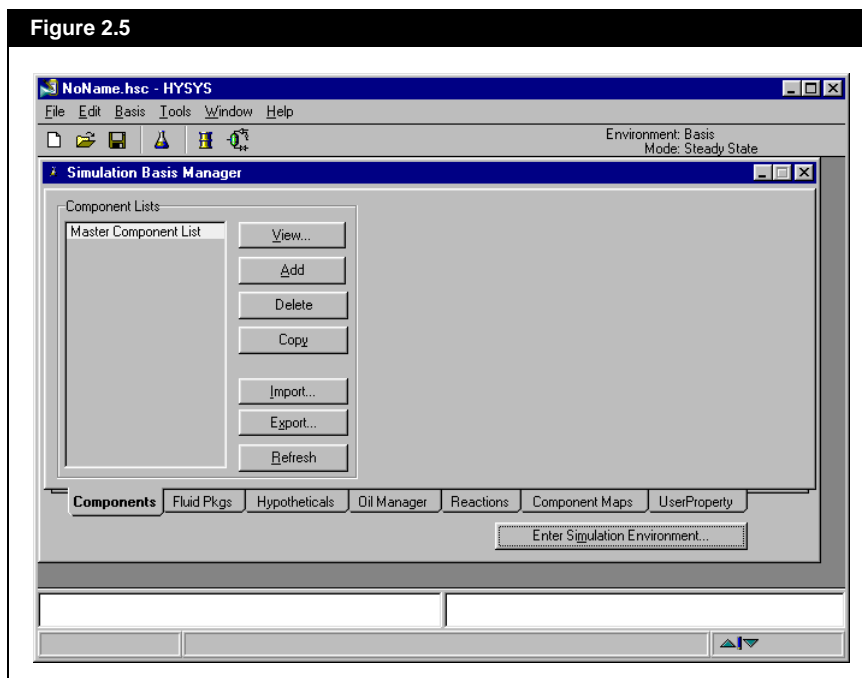 Figure 2.5
NoName.hsc - HYSYS
File Edit Basis Tools Window Help
Environment: Basis
Mode: Steady State
Simulation Basis Manager
Component Lists
Master Component List
View...
Add
Delete
Copy
Import...
Export...
Refresh
Components Fluid Pkgs Hypotheticals Oil Manager Reactions Component Maps UserProperty
Enter Simulation Environment...